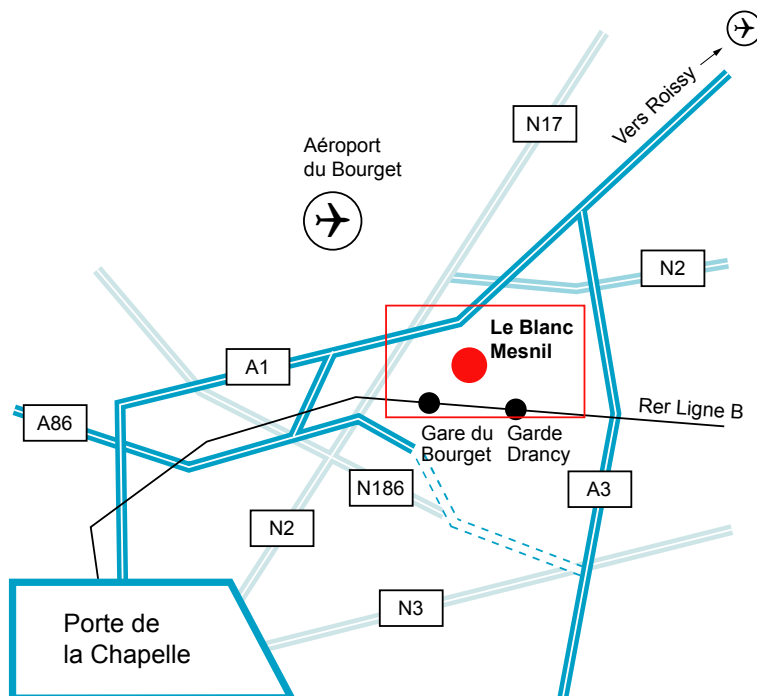 Vers Roissy
N17
Aéroport
du Bourget
N2
Le Blanc
Mesnil
A1
A86
Rer Ligne B
Gare du
Bourget
Garde
Drancy
N186
A3
N2
N3
Porte de
la Chapelle